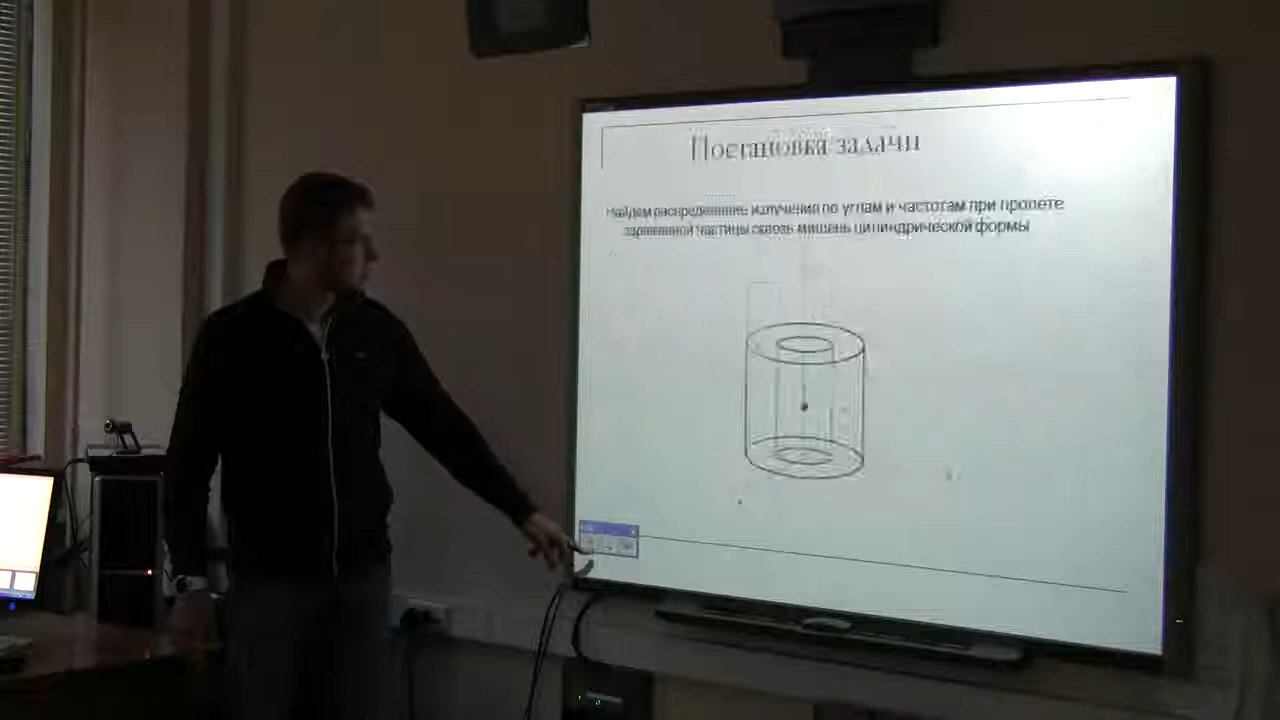 Постановка задачи
Найдем распределение излучения по углам и частотам при пролете
заряженной частицы сквозь мишень цилиндрической формы